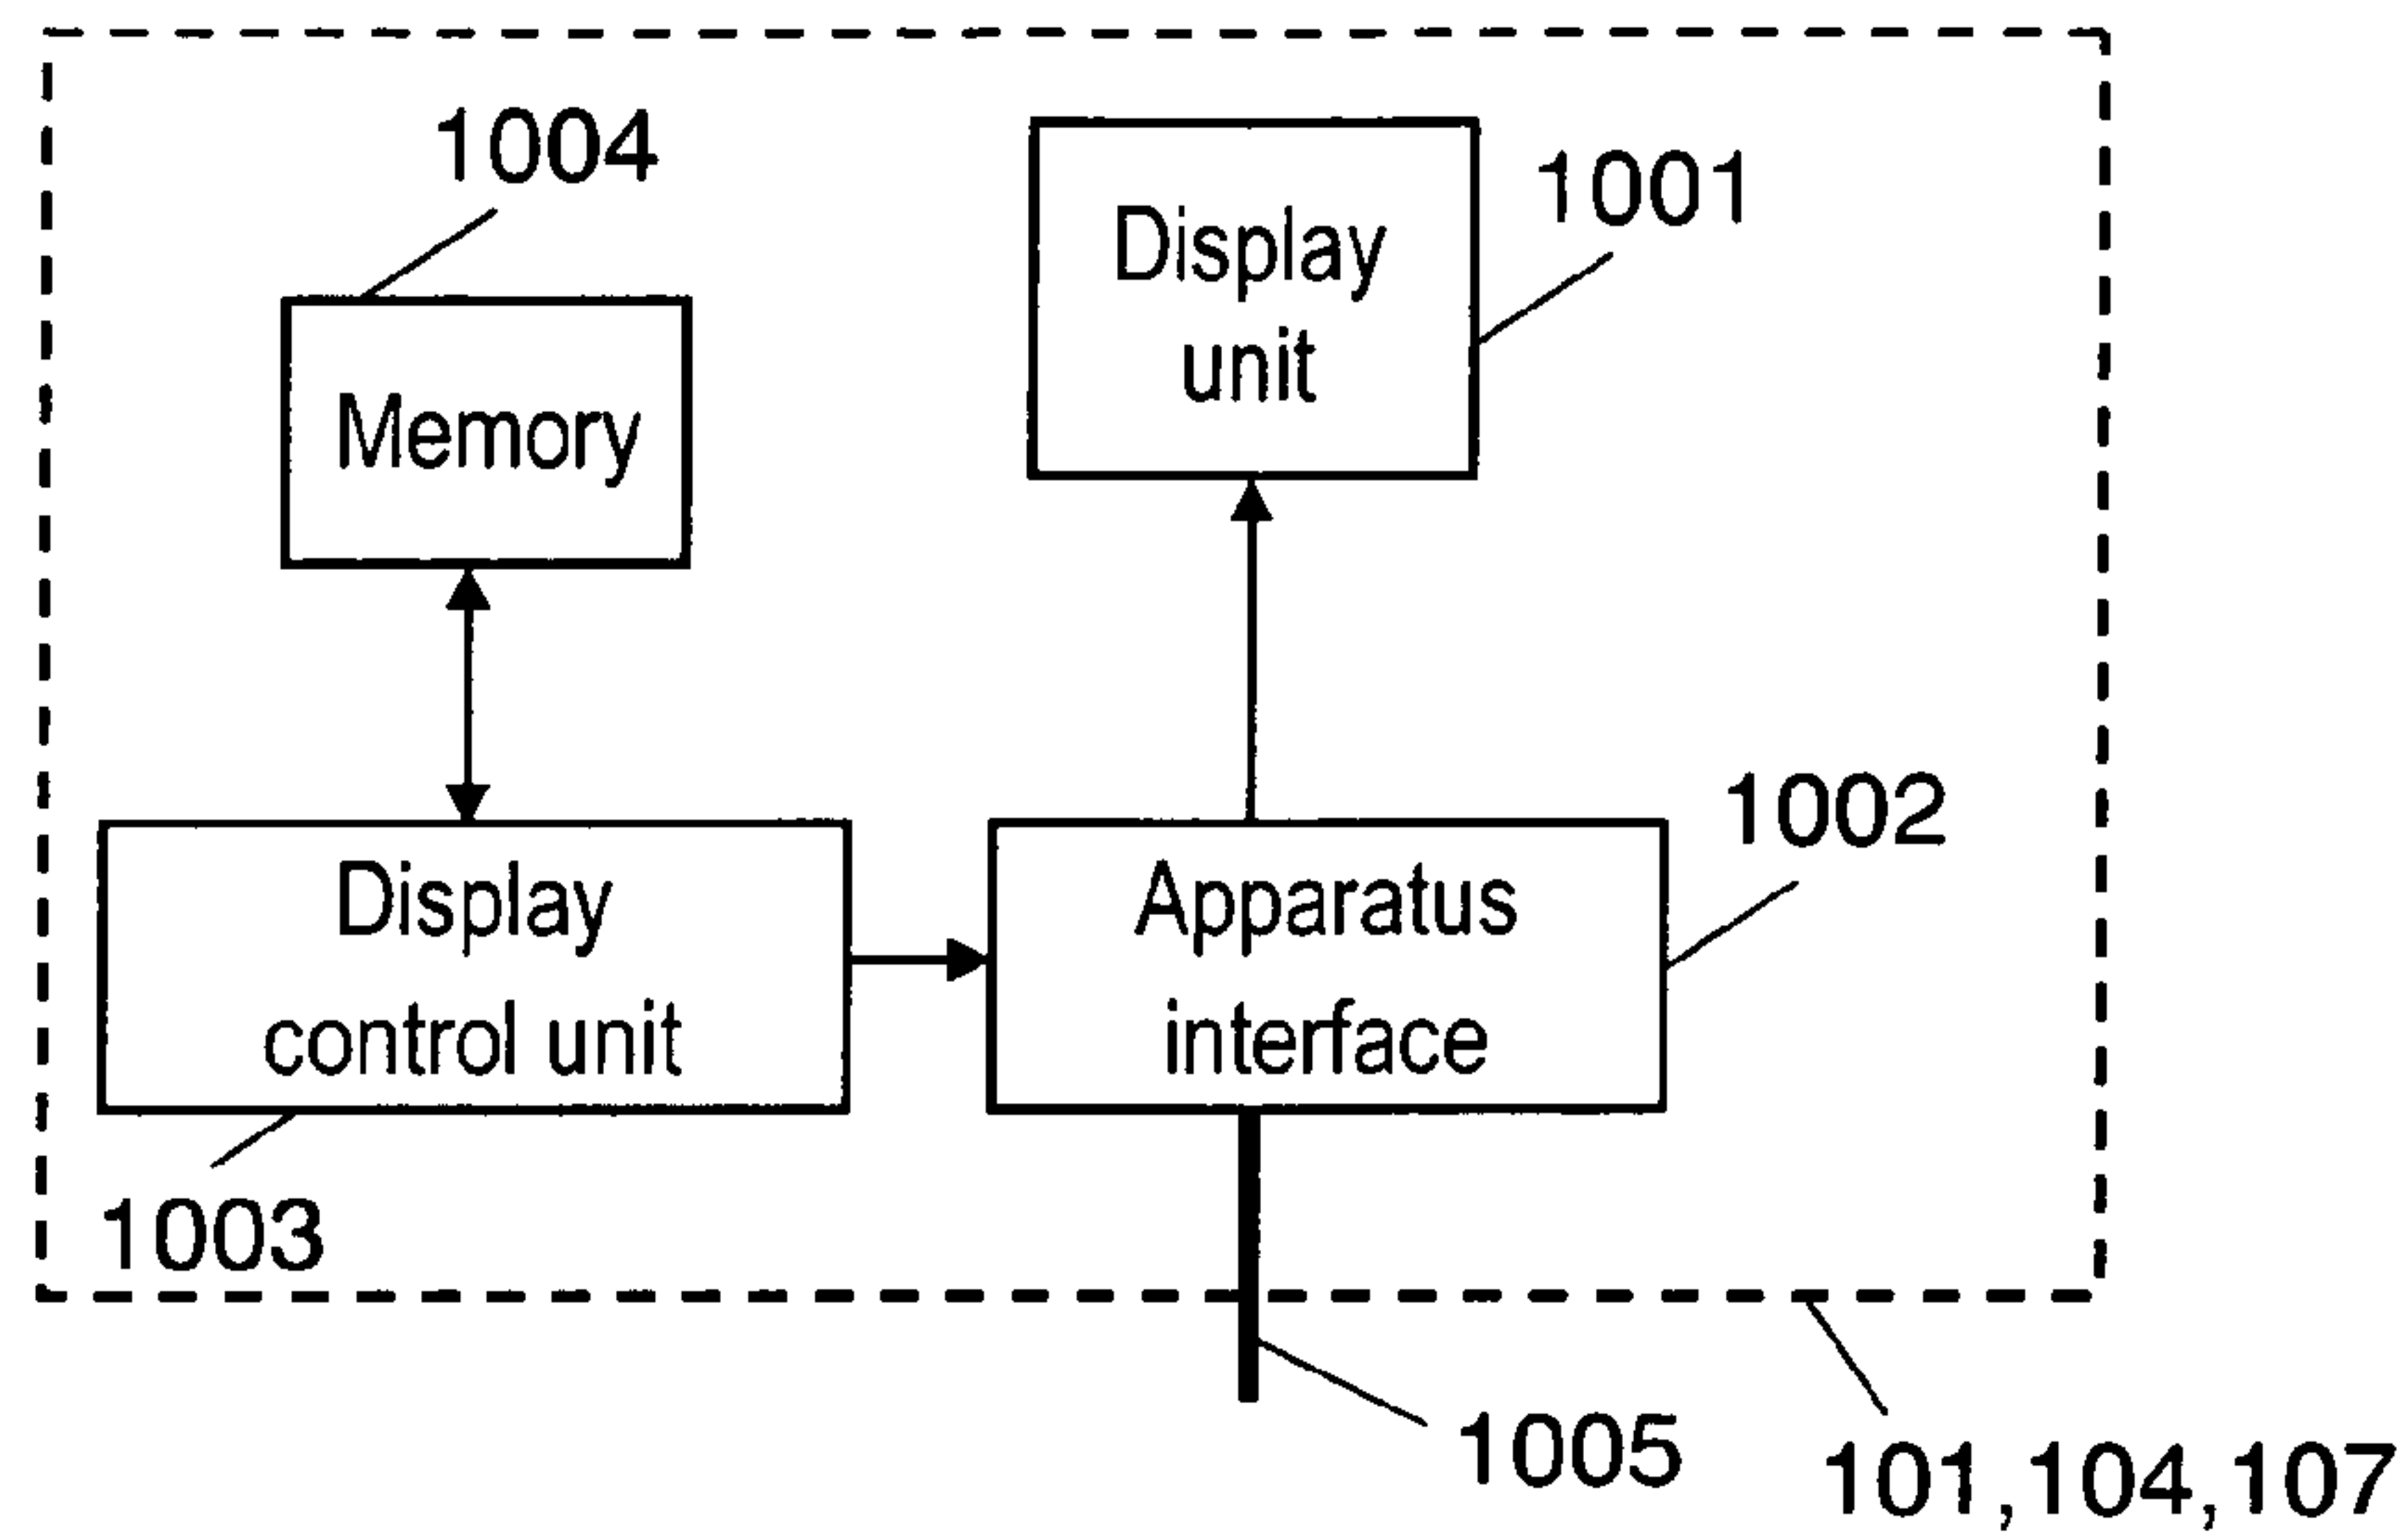 1004
1001
Display
unit
Memory
1002
Display
control unit
Apparatus
interface
1003
1005
101,104,107